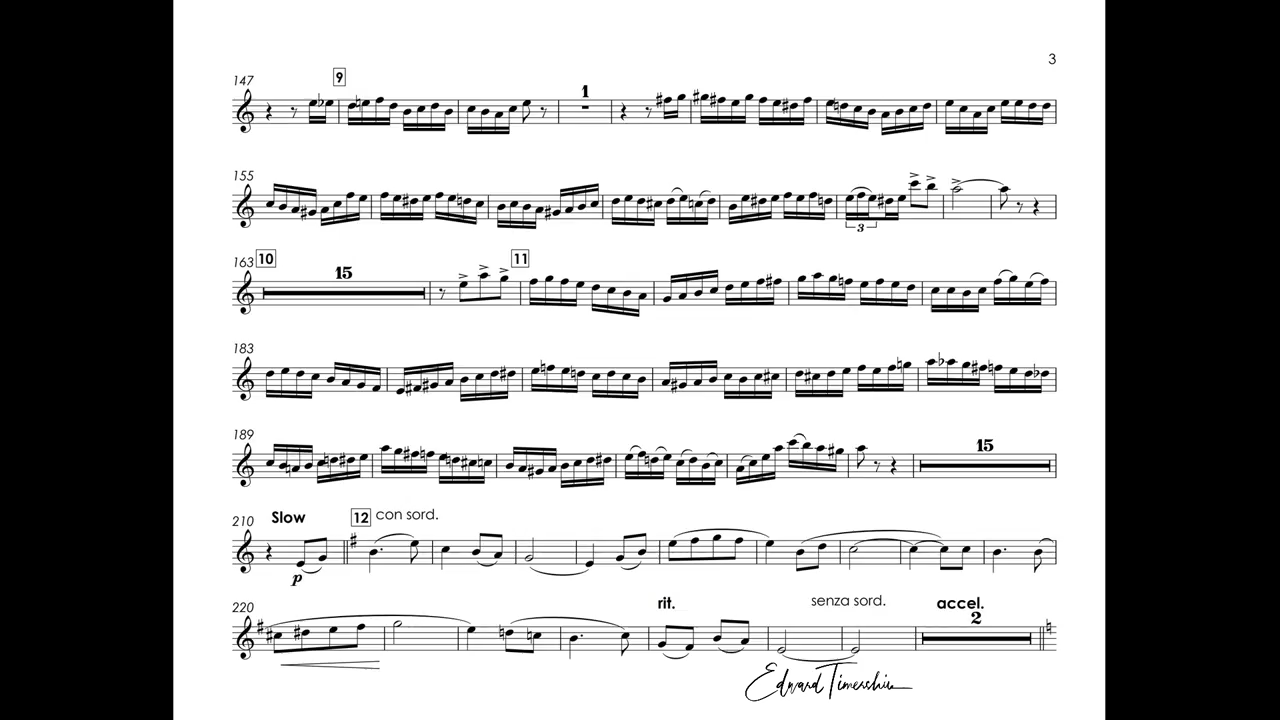 3
147 9 1
155 3
163 10 15 11
183
189 15
210 Slow 12 con sord.
p
220 rit. senza sord. accel. 2
Edward